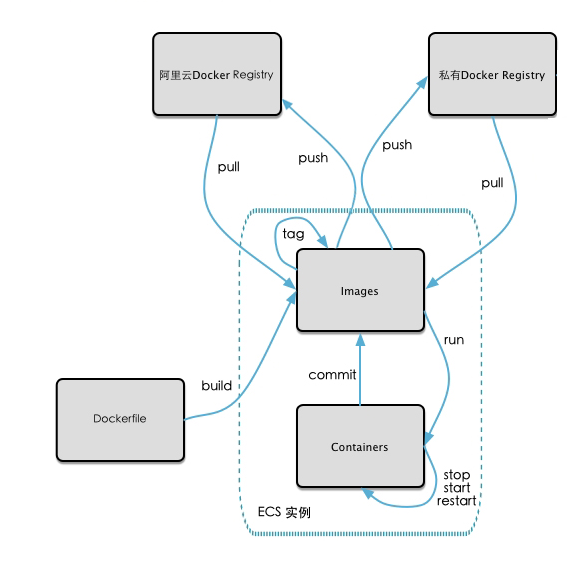 阿里云Docker Registry
私有Docker Registry
push
push
pull
pull
tag
Images
run
commit
build
Dockerfile
Containers
stop
start
restart
ECS 实例